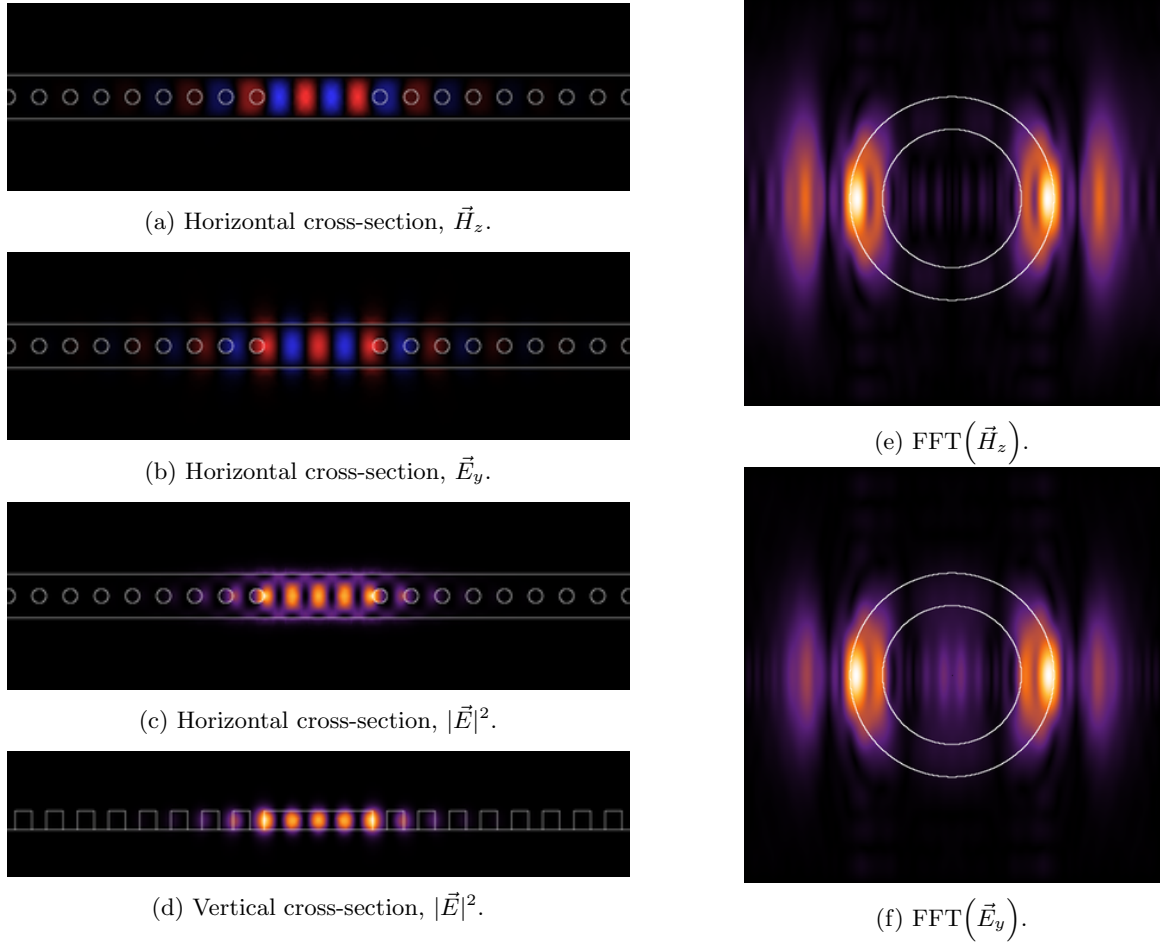 (a) Horizontal cross-section, $\vec{H}_z$.
(b) Horizontal cross-section, $\vec{E}_y$.
(c) Horizontal cross-section, $|\vec{E}|^2$.
(d) Vertical cross-section, $|\vec{E}|^2$.
(e) FFT$\left(\vec{H}_z\right)$.
(f) FFT$\left(\vec{E}_y\right)$.